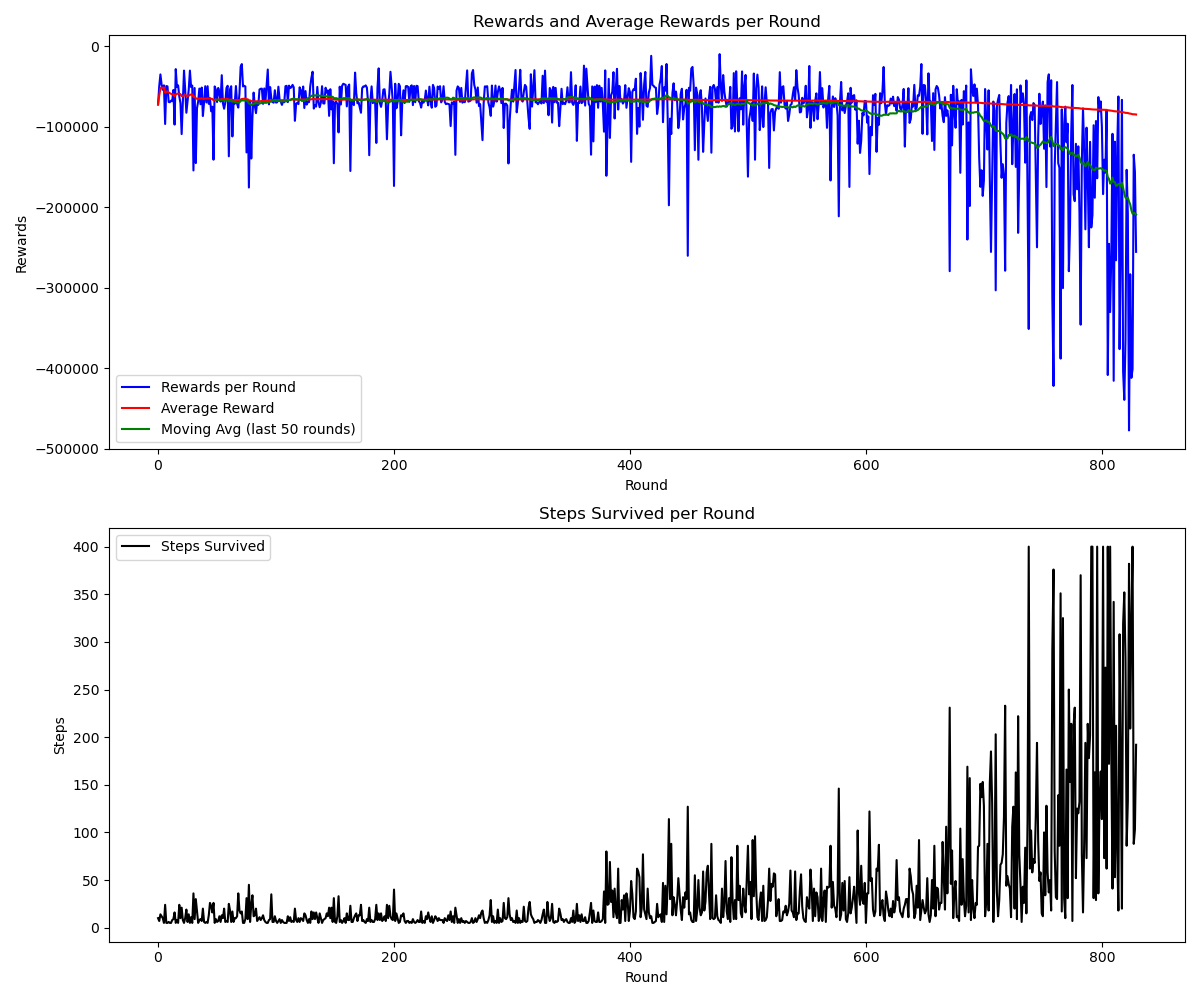 Rewards and Average Rewards per Round
0
−100000
−200000
−300000
−400000
−500000
Rewards
Rewards per Round
Average Reward
Moving Avg (last 50 rounds)
0 200 400 600 800
Round
Steps Survived per Round
Steps Survived
400
350
300
250
200
150
100
50
0
Steps
0 200 400 600 800
Round